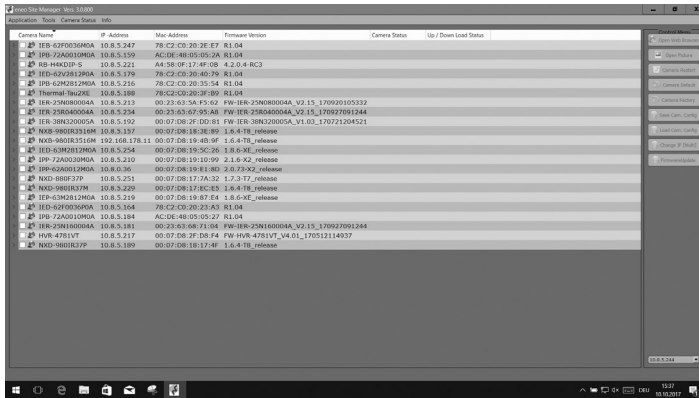 eneo Site Manager Vers. 3.0.800
Application Tools Camera Status Info
Camera Name IP -Address Mac-Address Firmware Version Camera Status Up / Down Load Status
IEB-62F0036M0A 10.8.5.247 78:C2:C0:20:2E:E7 R1.04
IPB-72A0010M0A 10.8.5.159 AC:DE:48:05:05:2A R1.04
RB-H4KDIP-S 10.8.5.221 A4:58:0F:17:4F:0B 4.2.0.4-RC3
IED-62V2812P0A 10.8.5.179 78:C2:C0:20:40:79 R1.04
IPB-62M2812M0A 10.8.5.216 78:C2:C0:20:35:54 R1.04
Thermal-Tau2XE 10.8.5.188 78:C2:C0:20:3F:B9 R1.04
IER-25N080004A 10.8.5.213 00:23:63:5A:F5:62 FW-IER-25N080004A_V2.15_170920105332
IER-25R040004A 10.8.5.234 00:23:63:67:95:A8 FW-IER-25R040004A_V2.15_170927091244
IER-38N320005A 10.8.5.192 00:07:D8:2F:DD:81 FW-IER-38N320005A_V1.03_170721204521
NXB-980IR3516M 10.8.5.157 00:07:D8:18:3E:89 1.6.4-T8_release
NXB-980IR3516M 192.168.178.11 00:07:D8:19:4B:9F 1.6.4-T8_release
IED-63M2812M0A 10.8.5.254 00:07:D8:19:5C:26 1.8.6-XE_release
IPP-72A0030M0A 10.8.5.210 00:07:D8:19:10:99 2.1.6-X2_release
IPP-62A0012M0A 10.8.0.36 00:07:D8:19:E1:8D 2.0.73-X2_release
NXD-880F37P 10.8.5.251 00:07:D8:17:7A:32 1.7.3-T7_release
NXD-980IR37M 10.8.5.229 00:07:D8:17:EC:E5 1.6.4-T8_release
IEP-63M2812M0A 10.8.5.219 00:07:D8:19:87:E4 1.8.6-XE_release
IED-62F0036P0A 10.8.5.164 78:C2:C0:20:23:A3 R1.04
IPB-72A0010M0A 10.8.5.184 AC:DE:48:05:05:27 R1.04
IER-25N160004A 10.8.5.181 00:23:63:68:71:04 FW-IER-25N160004A_V2.15_170927091244
HVR-4781VT 10.8.5.217 00:07:D8:2F:D8:F4 FW-HVR-4781VT_V4.01_170512114937
NXD-980IR37P 10.8.5.189 00:07:D8:18:17:4F 1.6.4-T8_release
Control Menu
Open Web Browser
Open Picture
Camera Restart
Camera Default
Camera Factory
Save Cam. Config
Load Cam. Config
Change IP (Multi)
FirmwareUpdate
10.8.5.244
DEU
15:37
10.10.2017